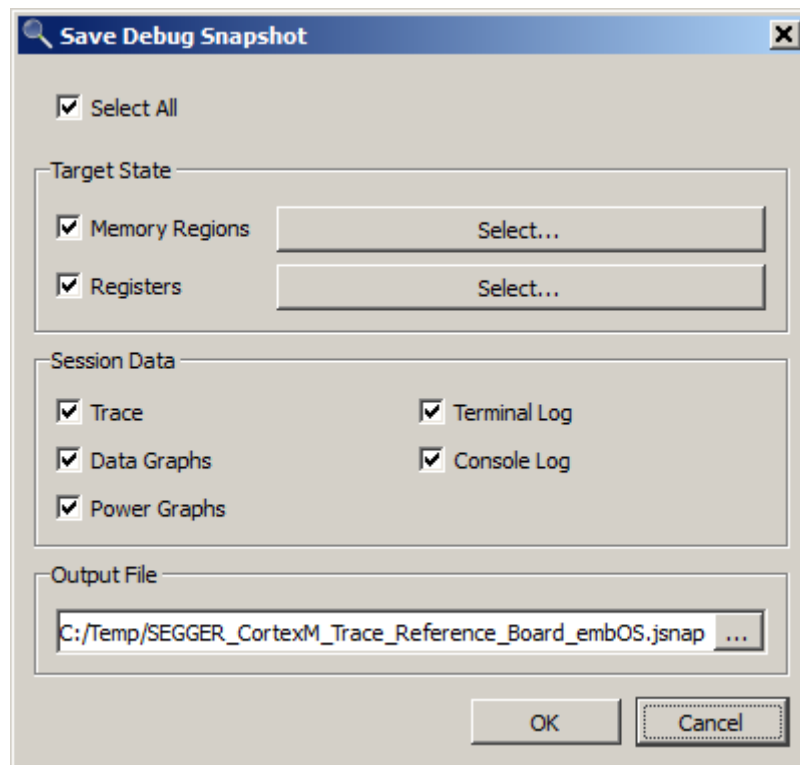 Save Debug Snapshot
Select All
Target State
Memory Regions
Select...
Registers
Select...
Session Data
Trace
Terminal Log
Data Graphs
Console Log
Power Graphs
Output File
C:/Temp/SEGGER_CortexM_Trace_Reference_Board_embOS.jsnap
...
OK
Cancel